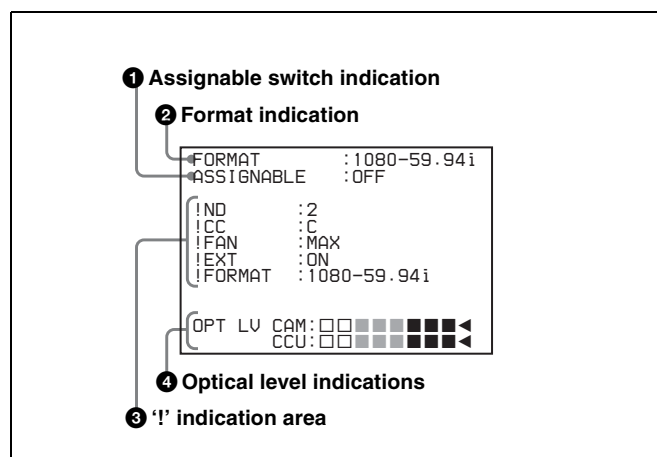 ❶ Assignable switch indication
❷ Format indication
FORMAT :1080-59.94i
ASSIGNABLE :OFF
!ND :2
!CC :C
!FAN :MAX
!EXT :ON
!FORMAT :1080-59.94i
OPT LV CAM:□□■■■■■■◀
CCU:□□■■■■■■◀
❹ Optical level indications
❸ ‘!’ indication area